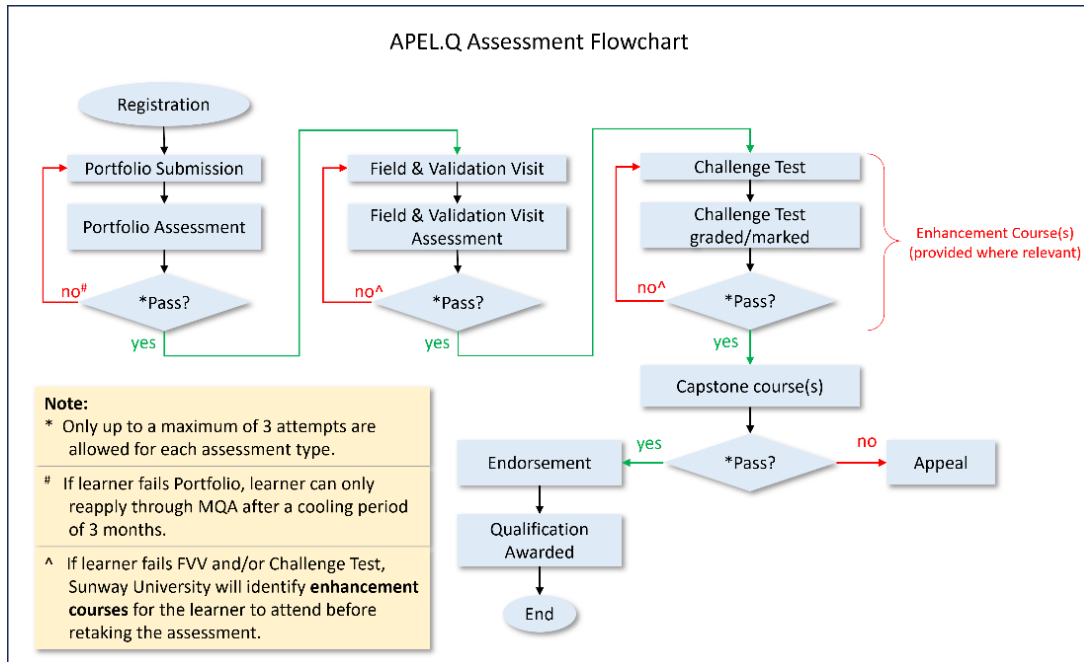 APEL.Q Assessment Flowchart
Registration
Portfolio Submission
Portfolio Assessment
*Pass?
no#
yes
Field & Validation Visit
Field & Validation Visit
Assessment
*Pass?
no^
yes
Challenge Test
Challenge Test
graded/marked
*Pass?
no^
yes
Enhancement Course(s)
(provided where relevant)
Capstone course(s)
*Pass?
yes
no
Endorsement
Appeal
Qualification
Awarded
End
Note:
* Only up to a maximum of 3 attempts are
allowed for each assessment type.
# If learner fails Portfolio, learner can only
reapply through MQA after a cooling period
of 3 months.
^ If learner fails FVV and/or Challenge Test,
Sunway University will identify enhancement
courses for the learner to attend before
retaking the assessment.